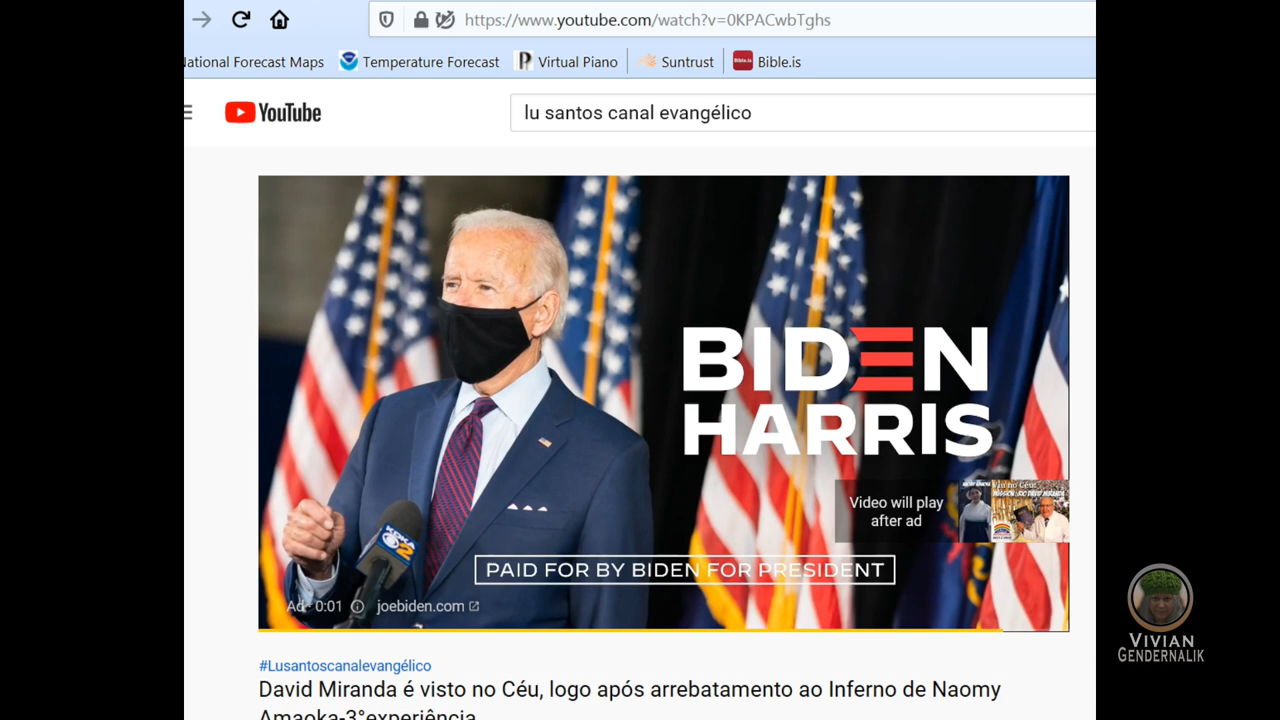 https://www.youtube.com/watch?v=0KPACwbTghs
National Forecast Maps
Temperature Forecast
Virtual Piano
Suntrust
Bible.is
YouTube
lu santos canal evangélico
BIDEN
HARRIS
Video will play
after ad
KDKA
2
PAID FOR BY BIDEN FOR PRESIDENT
Ad · 0:01
joebiden.com
#Lusantoscanalevangélico
David Miranda é visto no Céu, logo após arrebatamento ao Inferno de Naomy
Amaoka-3°experiência
VIVIAN
GENDERNALIK